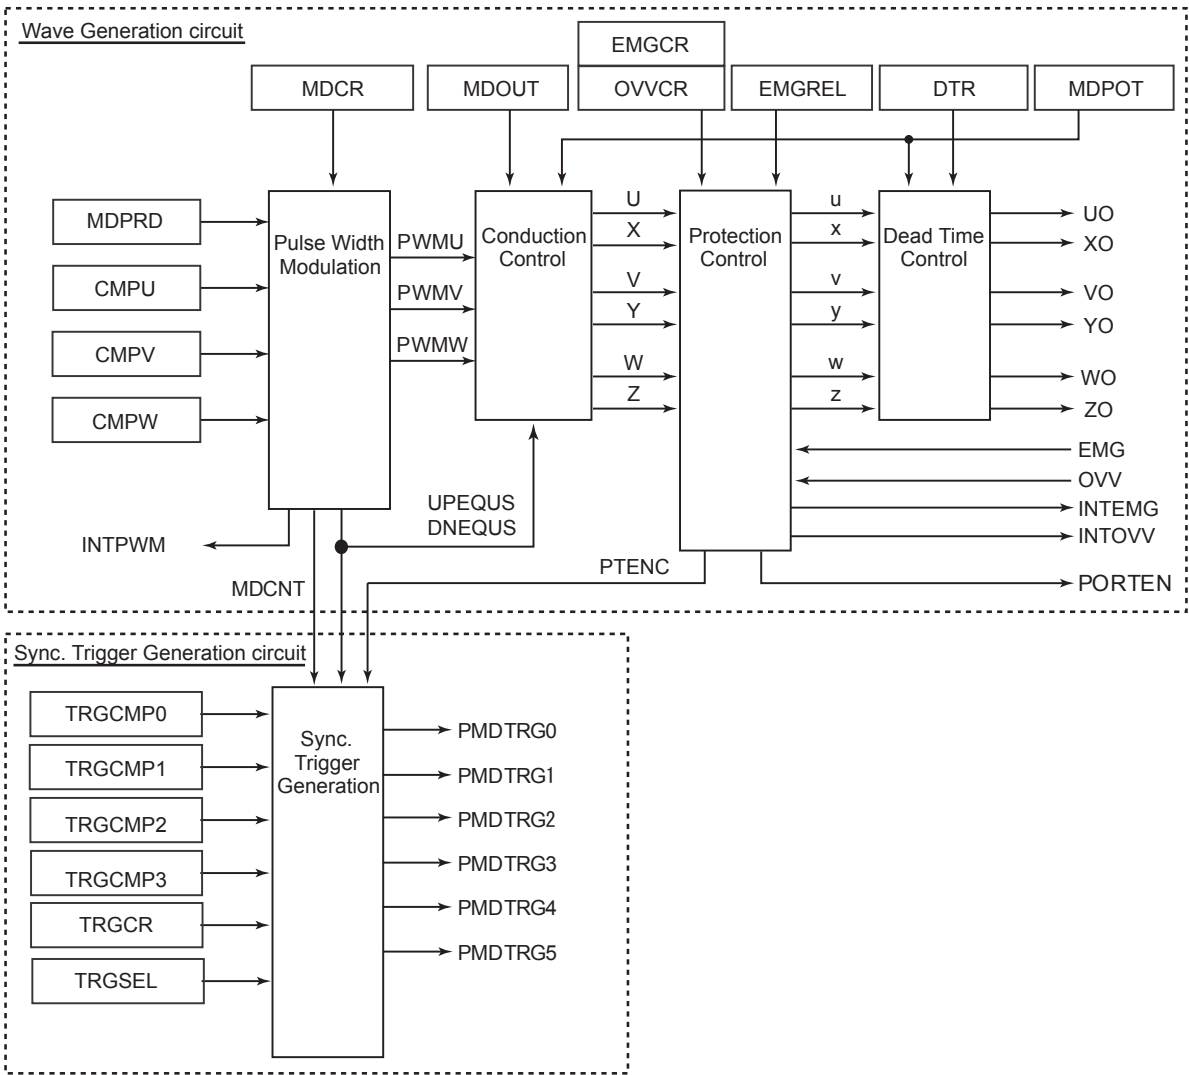 Wave Generation circuit
EMGCR
MDCR
MDOUT
OVVCR
EMGREL
DTR
MDPOT
MDPRD
CMPU
CMPV
CMPW
Pulse Width
Modulation
PWMU
PWMV
PWMW
Conduction
Control
U
X
V
Y
W
Z
Protection
Control
u
x
v
y
w
z
Dead Time
Control
UO
XO
VO
YO
WO
ZO
EMG
OVV
INTEMG
INTOVV
PORTEN
UPEQUS
DNEQUS
INTPWM
MDCNT
PTENC
Sync. Trigger Generation circuit
TRGCMP0
TRGCMP1
TRGCMP2
TRGCMP3
TRGCR
TRGSEL
Sync.
Trigger
Generation
PMDTRG0
PMDTRG1
PMDTRG2
PMDTRG3
PMDTRG4
PMDTRG5